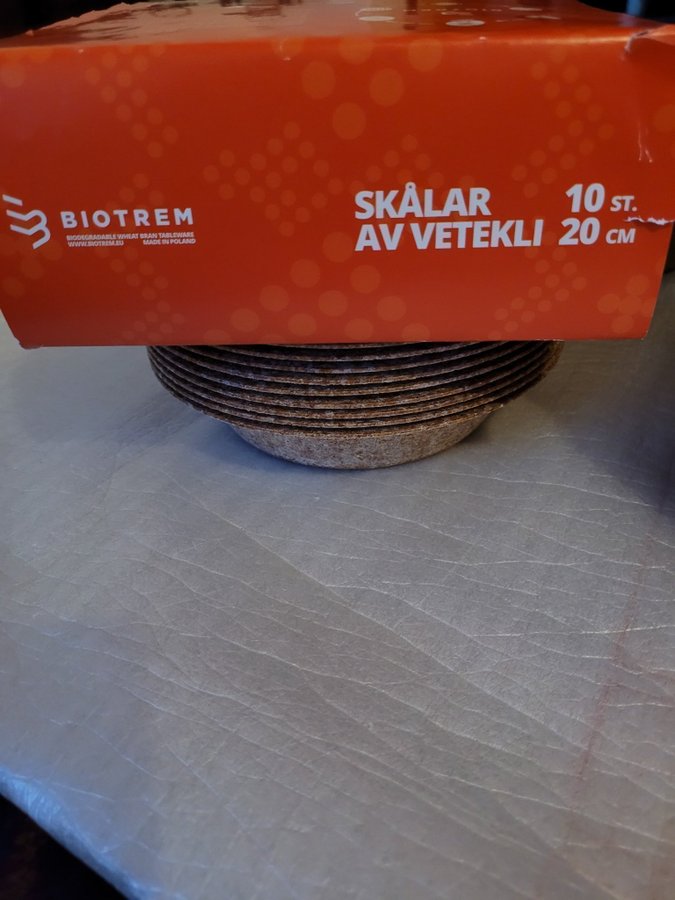 BIOTREM
BIODEGRADABLE WHEAT BRAN TABLEWARE
WWW.BIOTREM.EU MADE IN POLAND
SKÅLAR 10 ST.
AV VETEKLI 20 CM